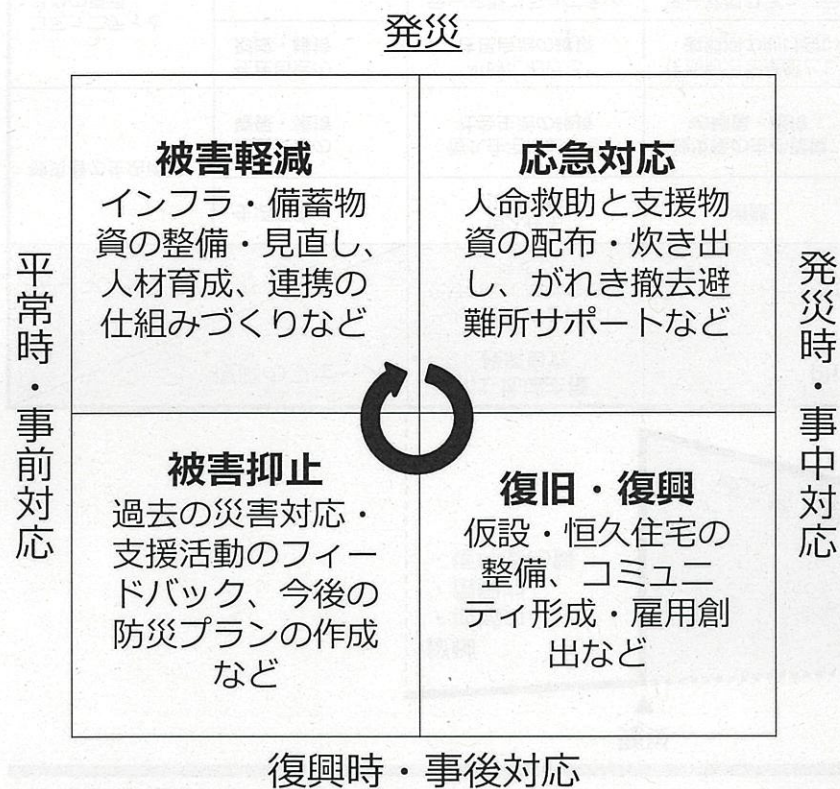 発災
被害軽減
インフラ・備蓄物
資の整備・見直し、
人材育成、連携の
仕組みづくりなど
応急対応
人命救助と支援物
資の配布・炊き出
し、がれき撤去避
難所サポートなど
平常時・事前対応
発災時・事中対応
被害抑止
過去の災害対応・
支援活動のフィー
ドバック、今後の
防災プランの作成
など
復旧・復興
仮設・恒久住宅の
整備、コミュニ
ティ形成・雇用創
出など
復興時・事後対応